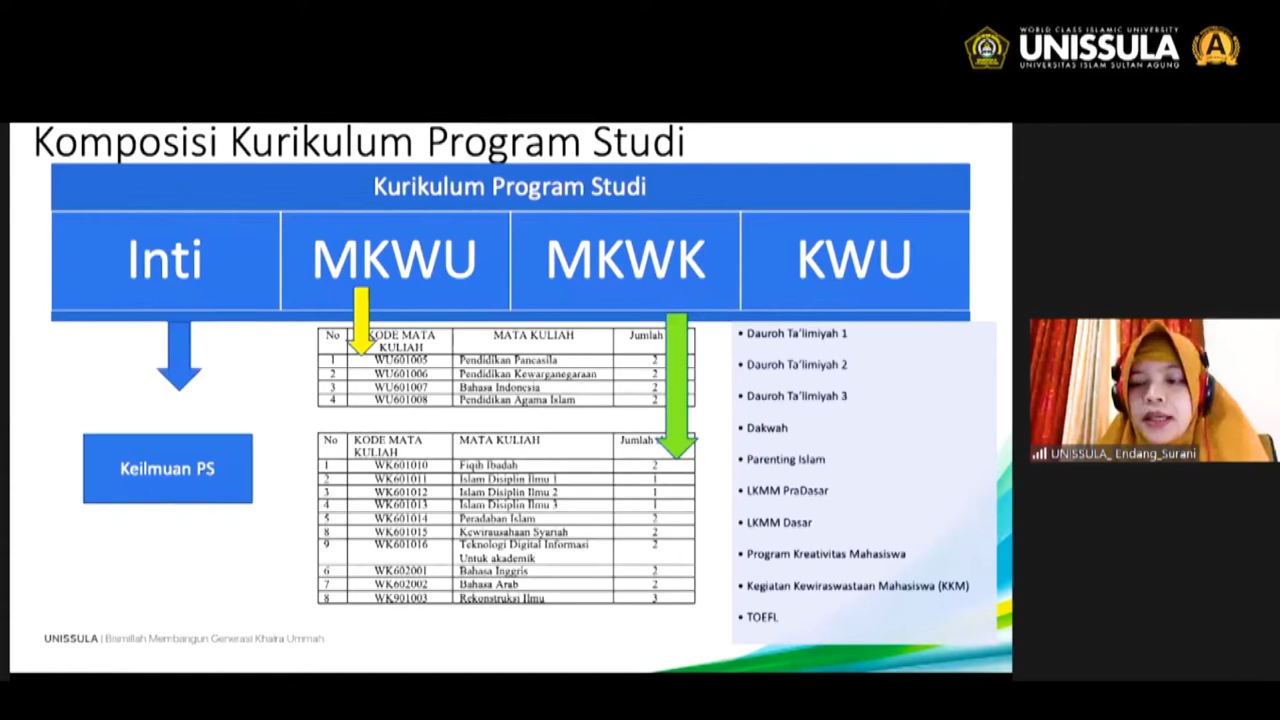 WORLD CLASS ISLAMIC UNIVERSITY
UNISSULA
UNIVERSITAS ISLAM SULTAN AGUNG
A
Komposisi Kurikulum Program Studi
Kurikulum Program Studi
Inti MKWU MKWK KWU
No KODE MATA KULIAH MATA KULIAH Jumlah
1 WU601005 Pendidikan Pancasila 2
2 WU601006 Pendidikan Kewarganegaraan 2
3 WU601007 Bahasa Indonesia 2
4 WU601008 Pendidikan Agama Islam 2
Keilmuan PS
No KODE MATA KULIAH MATA KULIAH Jumlah
1 WK601010 Fiqih Ibadah 2
2 WK601011 Islam Disiplin Ilmu 1 1
3 WK601012 Islam Disiplin Ilmu 2 1
4 WK601013 Islam Disiplin Ilmu 3 1
5 WK601014 Peradaban Islam 2
8 WK601015 Kewirausahaan Syariah 2
9 WK601016 Teknologi Digital Informasi 2
Untuk akademik
6 WK602001 Bahasa Inggris 2
7 WK602002 Bahasa Arab 2
8 WK901003 Rekonstruksi Ilmu 3
• Dauroh Ta'limiyah 1
• Dauroh Ta'limiyah 2
• Dauroh Ta'limiyah 3
• Dakwah
• Parenting Islam
• LKMM PraDasar
• LKMM Dasar
• Program Kreativitas Mahasiswa
• Kegiatan Kewiraswastaan Mahasiswa (KKM)
• TOEFL
UNISSULA_ Endang_Surani
UNISSULA | Bismillah Membangun Generasi Khaira Ummah